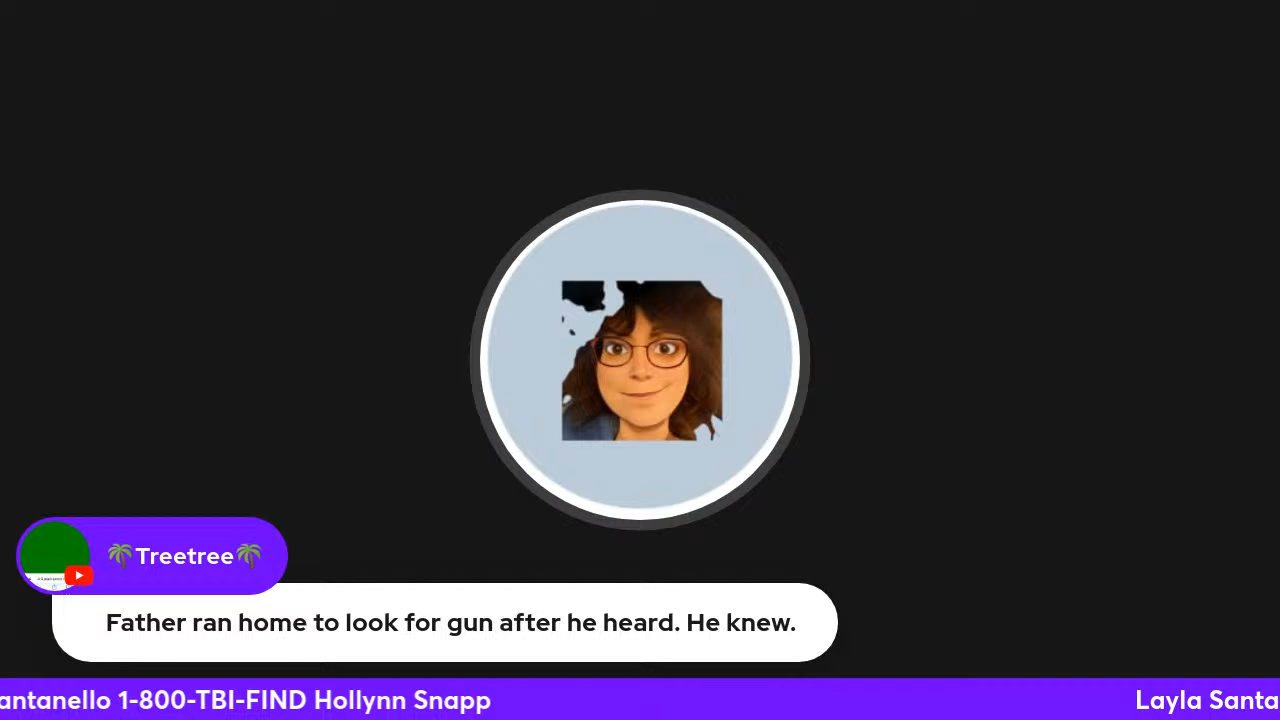 🌴Treetree🌴
Father ran home to look for gun after he heard. He knew.
antanello 1-800-TBI-FIND Hollynn Snapp
Layla Santa